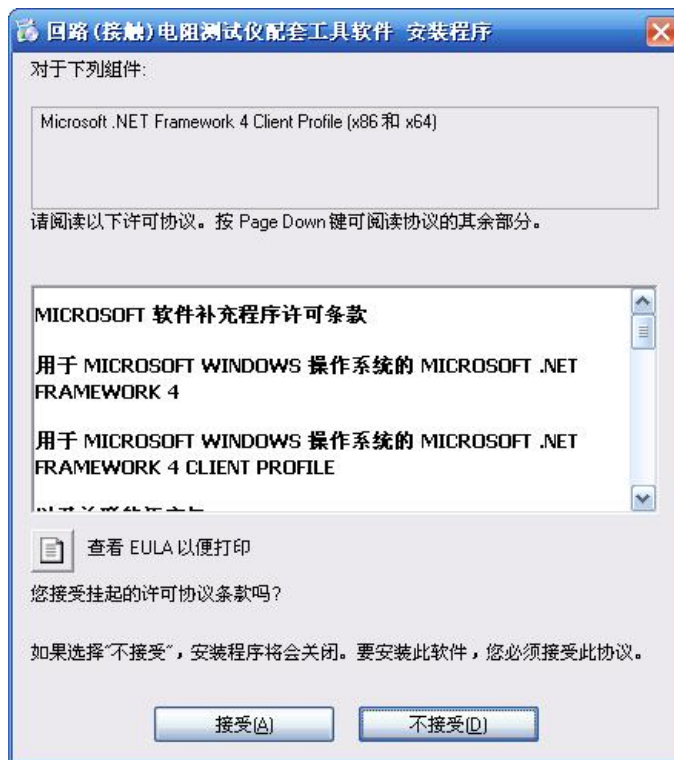 回路(接触)电阻测试仪配套工具软件 安装程序
对于下列组件:
Microsoft .NET Framework 4 Client Profile (x86 和 x64)
请阅读以下许可协议。按 Page Down 键可阅读协议的其余部分。
MICROSOFT 软件补充程序许可条款
用于 MICROSOFT WINDOWS 操作系统的 MICROSOFT .NET
FRAMEWORK 4
用于 MICROSOFT WINDOWS 操作系统的 MICROSOFT .NET
FRAMEWORK 4 CLIENT PROFILE
查看 EULA 以便打印
您接受挂起的许可协议条款吗?
如果选择“不接受”，安装程序将会关闭。要安装此软件，您必须接受此协议。
接受(A)
不接受(D)